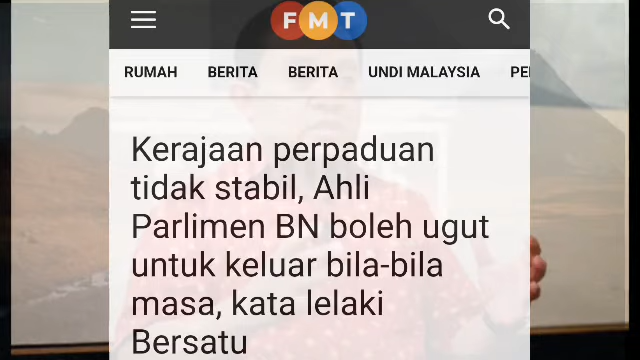 FMT
RUMAH BERITA BERITA UNDI MALAYSIA
Kerajaan perpaduan
tidak stabil, Ahli
Parlimen BN boleh ugut
untuk keluar bila-bila
masa, kata lelaki
Bersatu